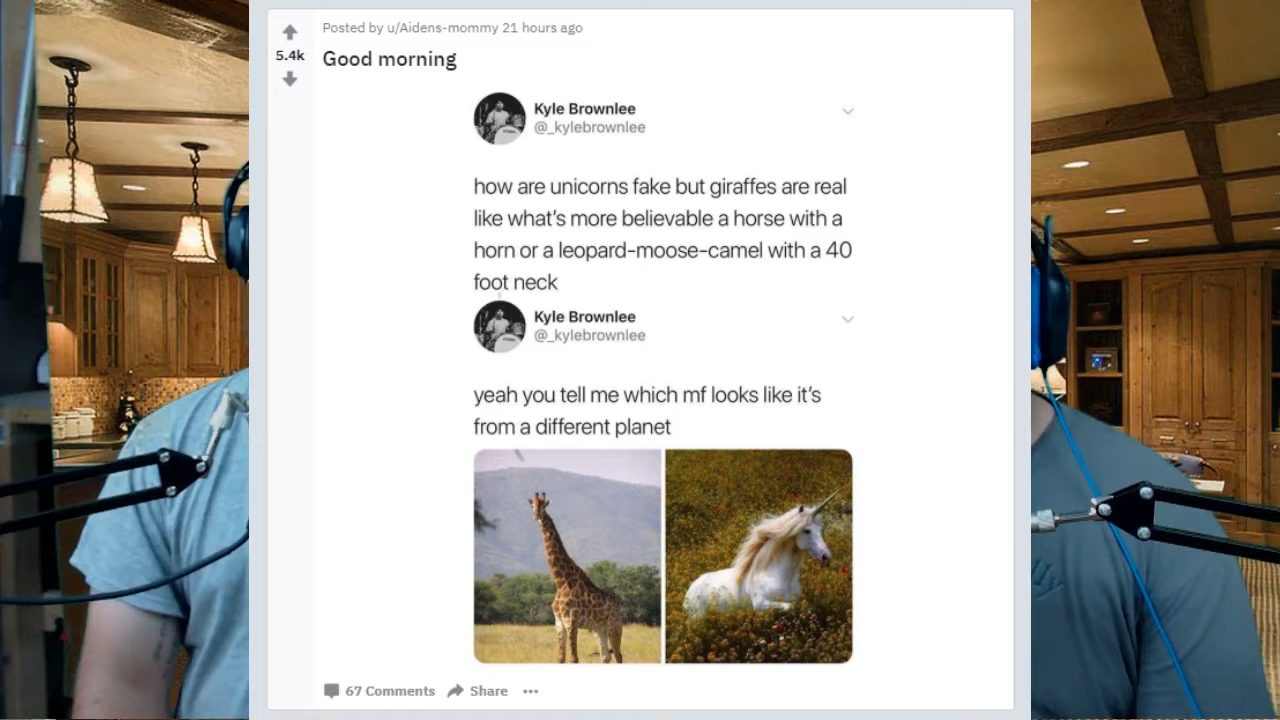 Posted by u/Aidens-mommy 21 hours ago
5.4k
Good morning
Kyle Brownlee
@_kylebrownlee
how are unicorns fake but giraffes are real
like what's more believable a horse with a
horn or a leopard-moose-camel with a 40
foot neck
Kyle Brownlee
@_kylebrownlee
yeah you tell me which mf looks like it's
from a different planet
67 Comments
Share